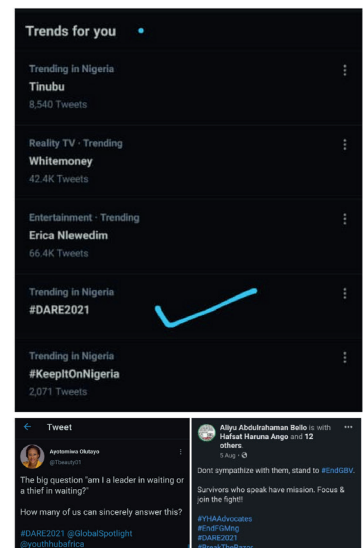 Trends for you
Trending in Nigeria
Tinubu
8,540 Tweets
Reality TV · Trending
Whitemoney
42.4K Tweets
Entertainment · Trending
Erica Nlewedim
66.4K Tweets
Trending in Nigeria
#DARE2021
Trending in Nigeria
#KeepItOnNigeria
2,071 Tweets
Tweet
Ayotomiwa Olutayo
@Tbeauty01
The big question "am I a leader in waiting or
a thief in waiting?"
How many of us can sincerely answer this?
#DARE2021 @GlobalSpotlight
@youthhubafrica
Aliyu Abdulrahaman Bello is with
Hafsat Haruna Ango and 12
others.
5 Aug
Dont sympathize with them, stand to #EndGBV.
Survivors who speak have mission. Focus &
join the fight!!
#YHAAdvocates
#EndFGMng
#DARE2021
#BreakTheRazor